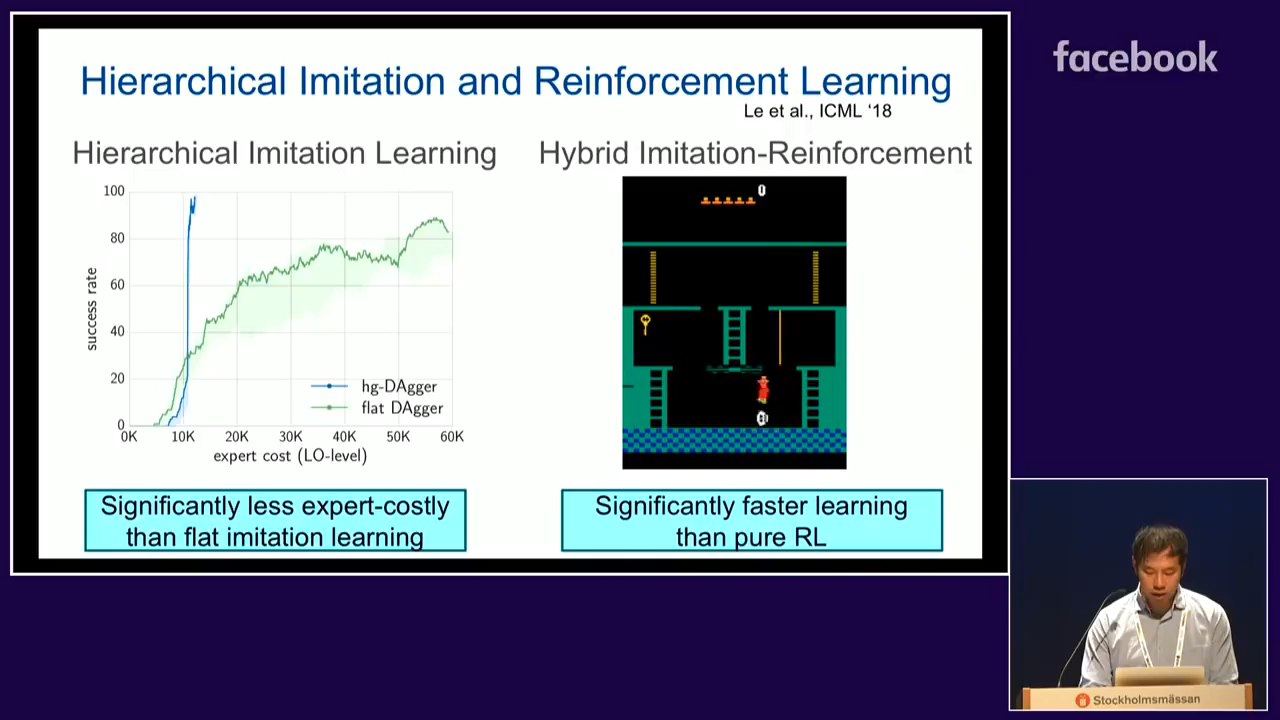 facebook
Hierarchical Imitation and Reinforcement Learning
Le et al., ICML ‘18
Hierarchical Imitation Learning
Hybrid Imitation-Reinforcement
100
80
60
40
20
0
success rate
0K 10K 20K 30K 40K 50K 60K
expert cost (LO-level)
hg-DAgger
flat DAgger
0
Significantly less expert-costly
than flat imitation learning
Significantly faster learning
than pure RL
Stockholmsmässan